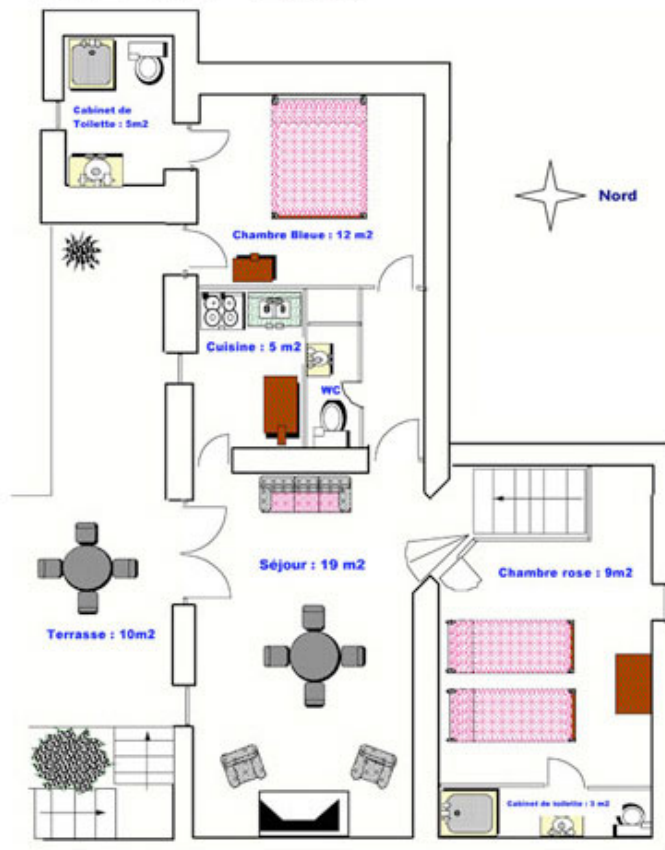 Cabinet de
Toilette : 5m2
Nord
Chambre Bleue : 12 m2
Cuisine : 5 m2
WC
Séjour : 19 m2
Chambre rose : 9m2
Terrasse : 10m2
Cabinet de toilette : 3 m2